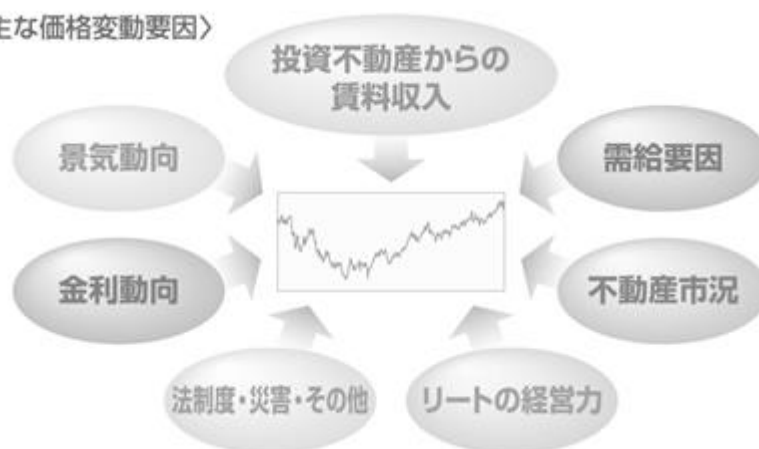 主な価格変動要因〉
投資不動産からの
賃料収入
景気動向
需給要因
金利動向
不動産市況
法制度・災害・その他
リートの経営力